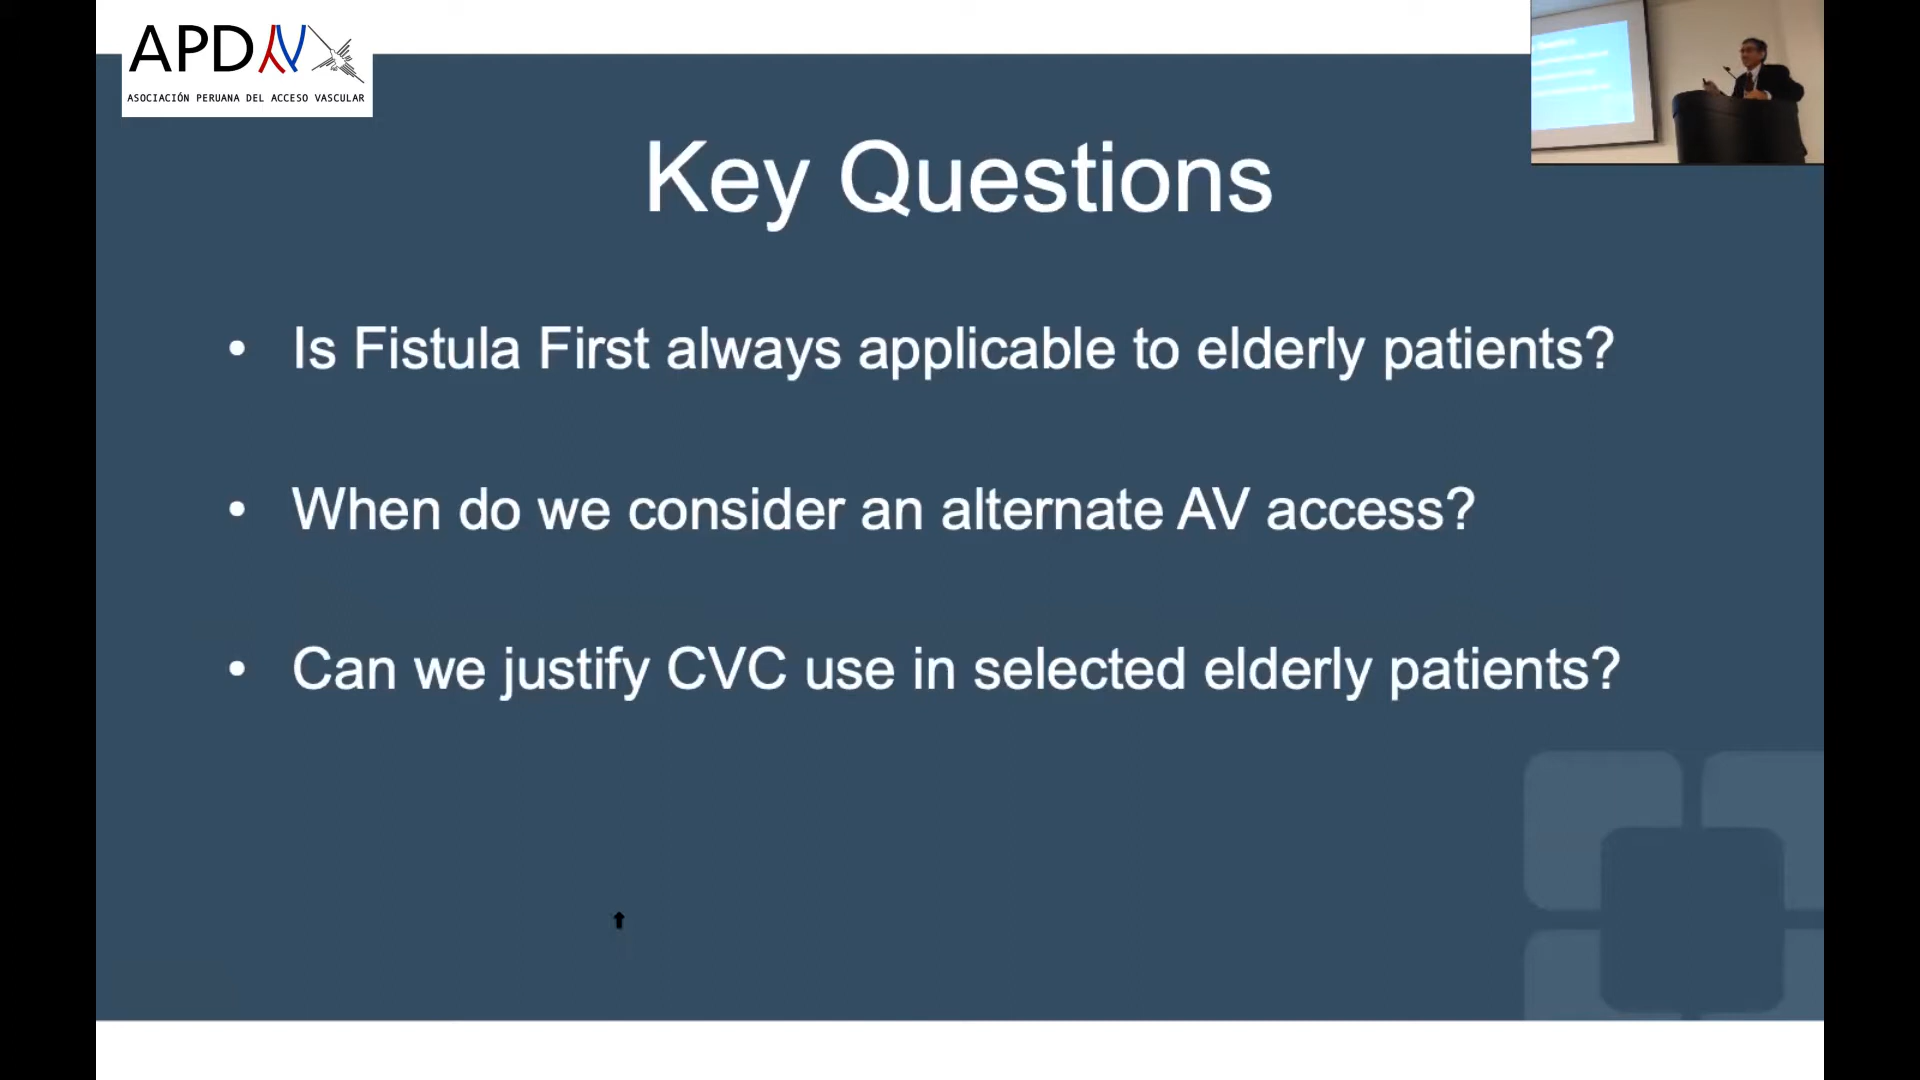 APDAV
ASOCIACIÓN PERUANA DEL ACCESO VASCULAR
Key Questions
• Is Fistula First always applicable to elderly patients?
• When do we consider an alternate AV access?
• Can we justify CVC use in selected elderly patients?